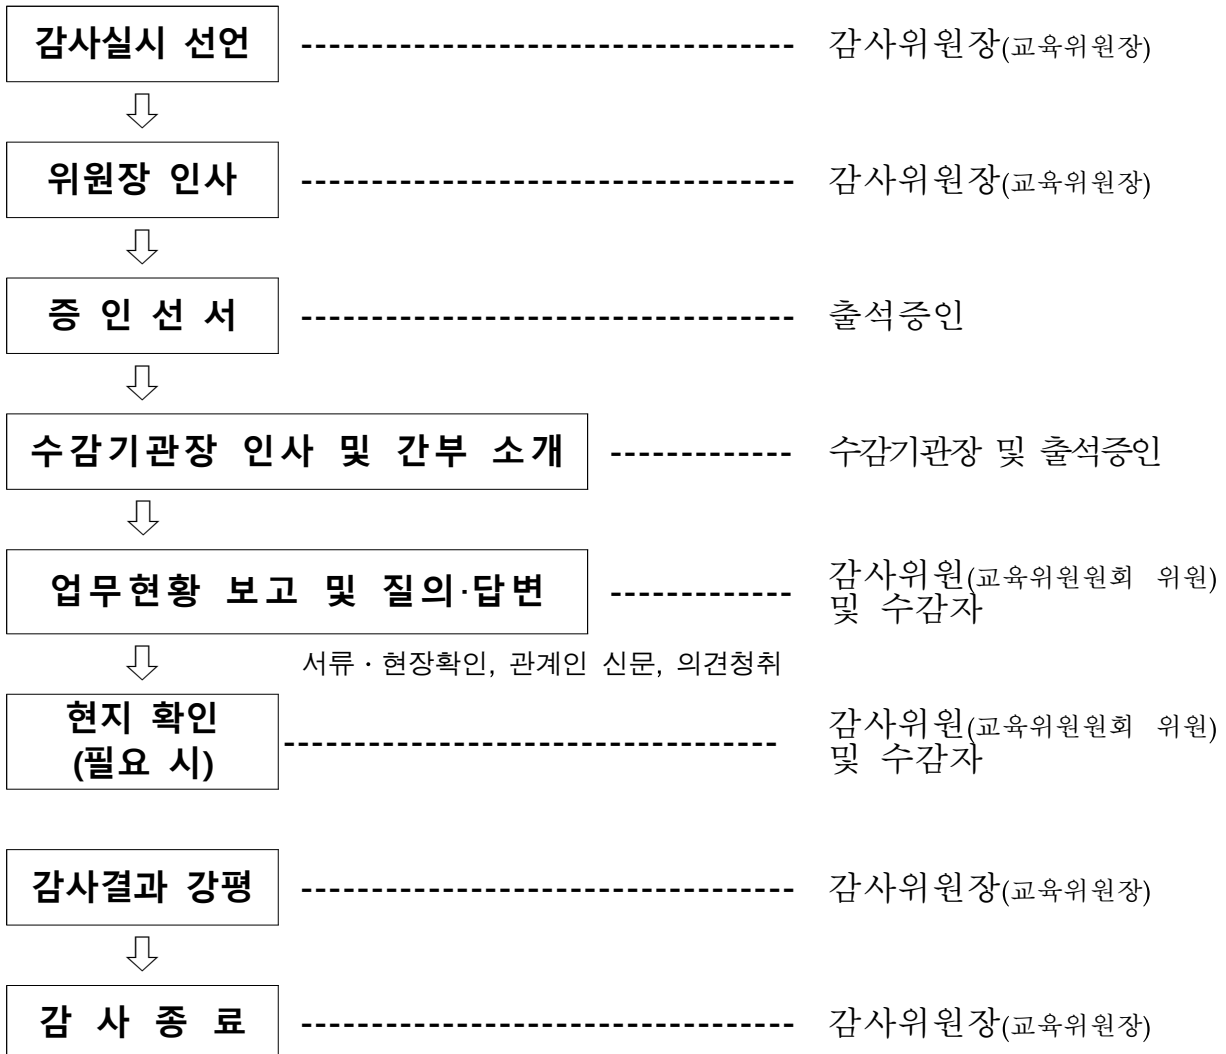 감사실시 선언 ----------------------------------- 감사위원장(교육위원장)
위원장 인사 ----------------------------------- 감사위원장(교육위원장)
증 인 선 서 ----------------------------------- 출석증인
수감기관장 인사 및 간부 소개 ------------- 수감기관장 및 출석증인
업무현황 보고 및 질의·답변 ------------- 감사위원(교육위원원회 위원)
및 수감자
서류 · 현장확인, 관계인 신문, 의견청취
현지 확인
(필요 시) ----------------------------------- 감사위원(교육위원원회 위원)
및 수감자
감사결과 강평 ----------------------------------- 감사위원장(교육위원장)
감 사 종 료 ----------------------------------- 감사위원장(교육위원장)